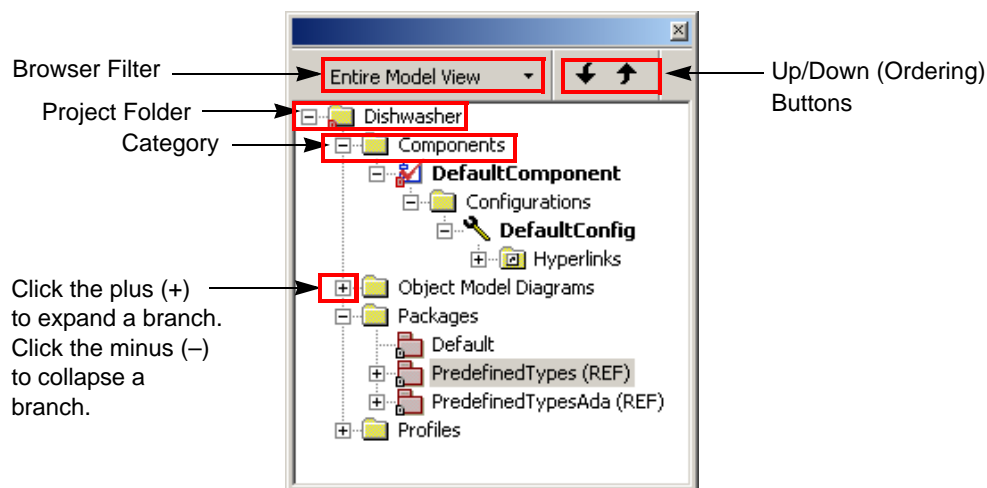 Browser Filter
Entire Model View
Up/Down (Ordering)
Buttons
Project Folder
Dishwasher
Category
Components
DefaultComponent
Configurations
DefaultConfig
Hyperlinks
Click the plus (+)
to expand a branch.
Click the minus (–)
to collapse a
branch.
Object Model Diagrams
Packages
Default
PredefinedTypes (REF)
PredefinedTypesAda (REF)
Profiles